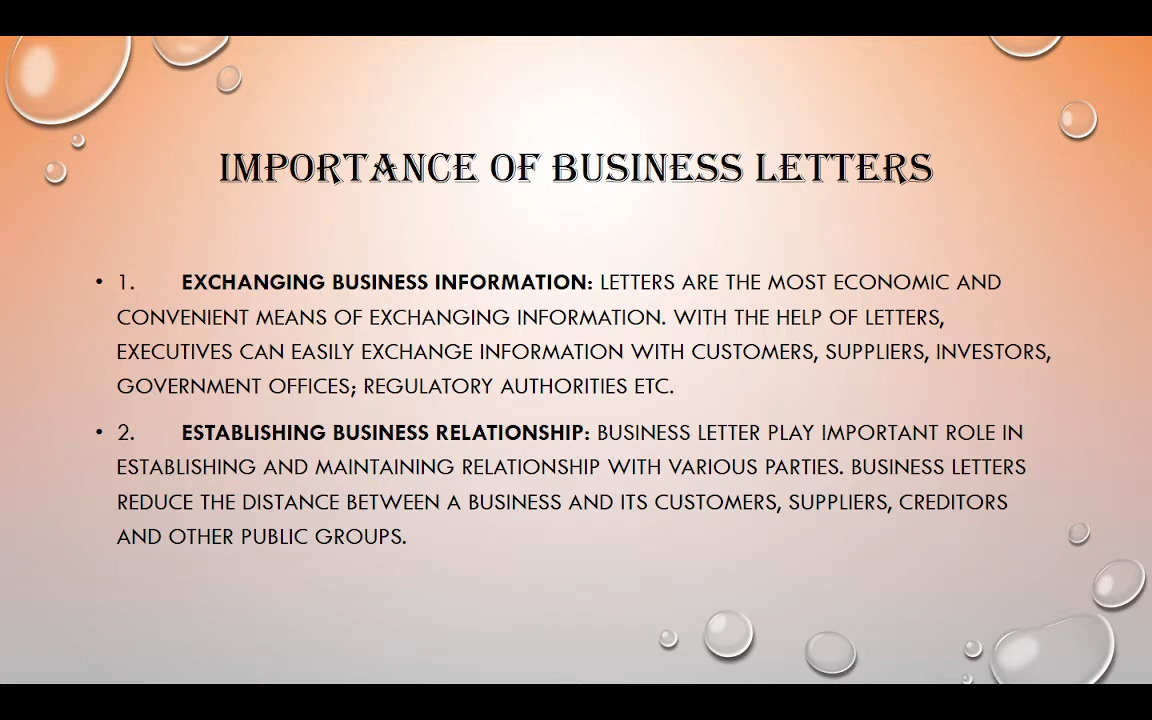 IMPORTANCE OF BUSINESS LETTERS
• 1. EXCHANGING BUSINESS INFORMATION: LETTERS ARE THE MOST ECONOMIC AND
CONVENIENT MEANS OF EXCHANGING INFORMATION. WITH THE HELP OF LETTERS,
EXECUTIVES CAN EASILY EXCHANGE INFORMATION WITH CUSTOMERS, SUPPLIERS, INVESTORS,
GOVERNMENT OFFICES; REGULATORY AUTHORITIES ETC.
• 2. ESTABLISHING BUSINESS RELATIONSHIP: BUSINESS LETTER PLAY IMPORTANT ROLE IN
ESTABLISHING AND MAINTAINING RELATIONSHIP WITH VARIOUS PARTIES. BUSINESS LETTERS
REDUCE THE DISTANCE BETWEEN A BUSINESS AND ITS CUSTOMERS, SUPPLIERS, CREDITORS
AND OTHER PUBLIC GROUPS.